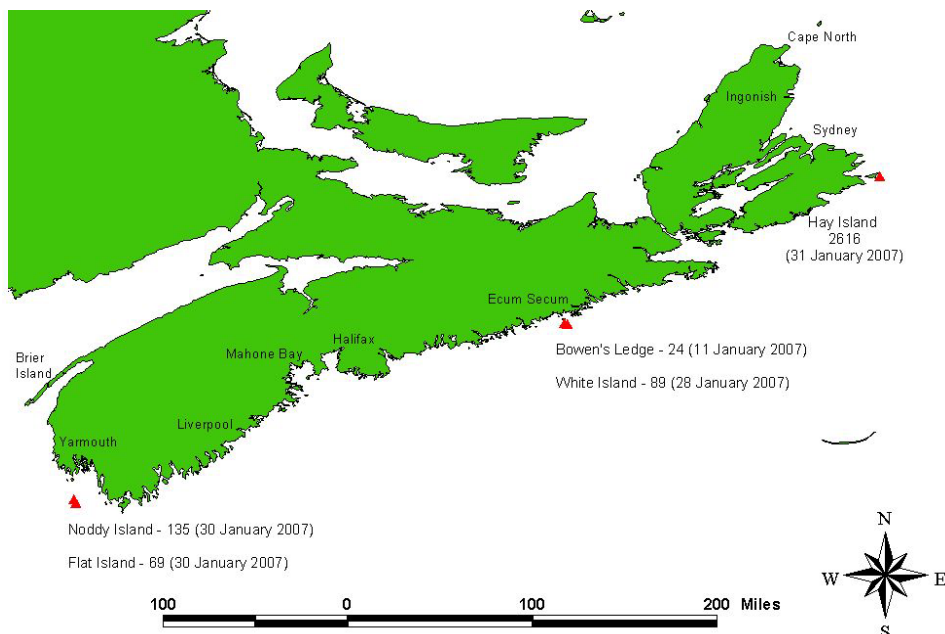 Cape North
Ingonish
Sydney
Hay Island
2616
(31 January 2007)
Ecum Secum
Bowen's Ledge - 24 (11 January 2007)
White Island - 89 (28 January 2007)
Halifax
Mahone Bay
Brier
Island
Liverpool
Yarmouth
Noddy Island - 135 (30 January 2007)
Flat Island - 69 (30 January 2007)
N
W E
S
100 0 100 200 Miles